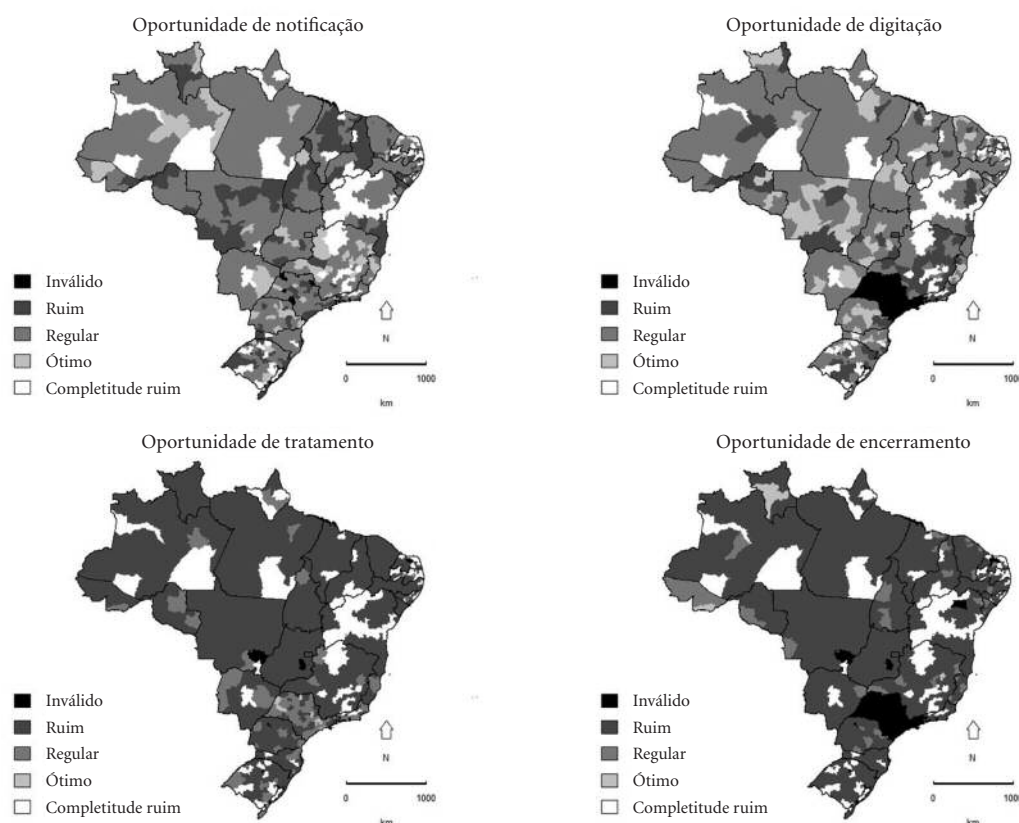 Oportunidade de notificação
Inválido
Ruim
Regular
Ótimo
Completitude ruim
N
0 1000
km
Oportunidade de digitação
Inválido
Ruim
Regular
Ótimo
Completitude ruim
N
0 1000
km
Oportunidade de tratamento
Inválido
Ruim
Regular
Ótimo
Completitude ruim
N
0 1000
km
Oportunidade de encerramento
Inválido
Ruim
Regular
Ótimo
Completitude ruim
N
0 1000
km